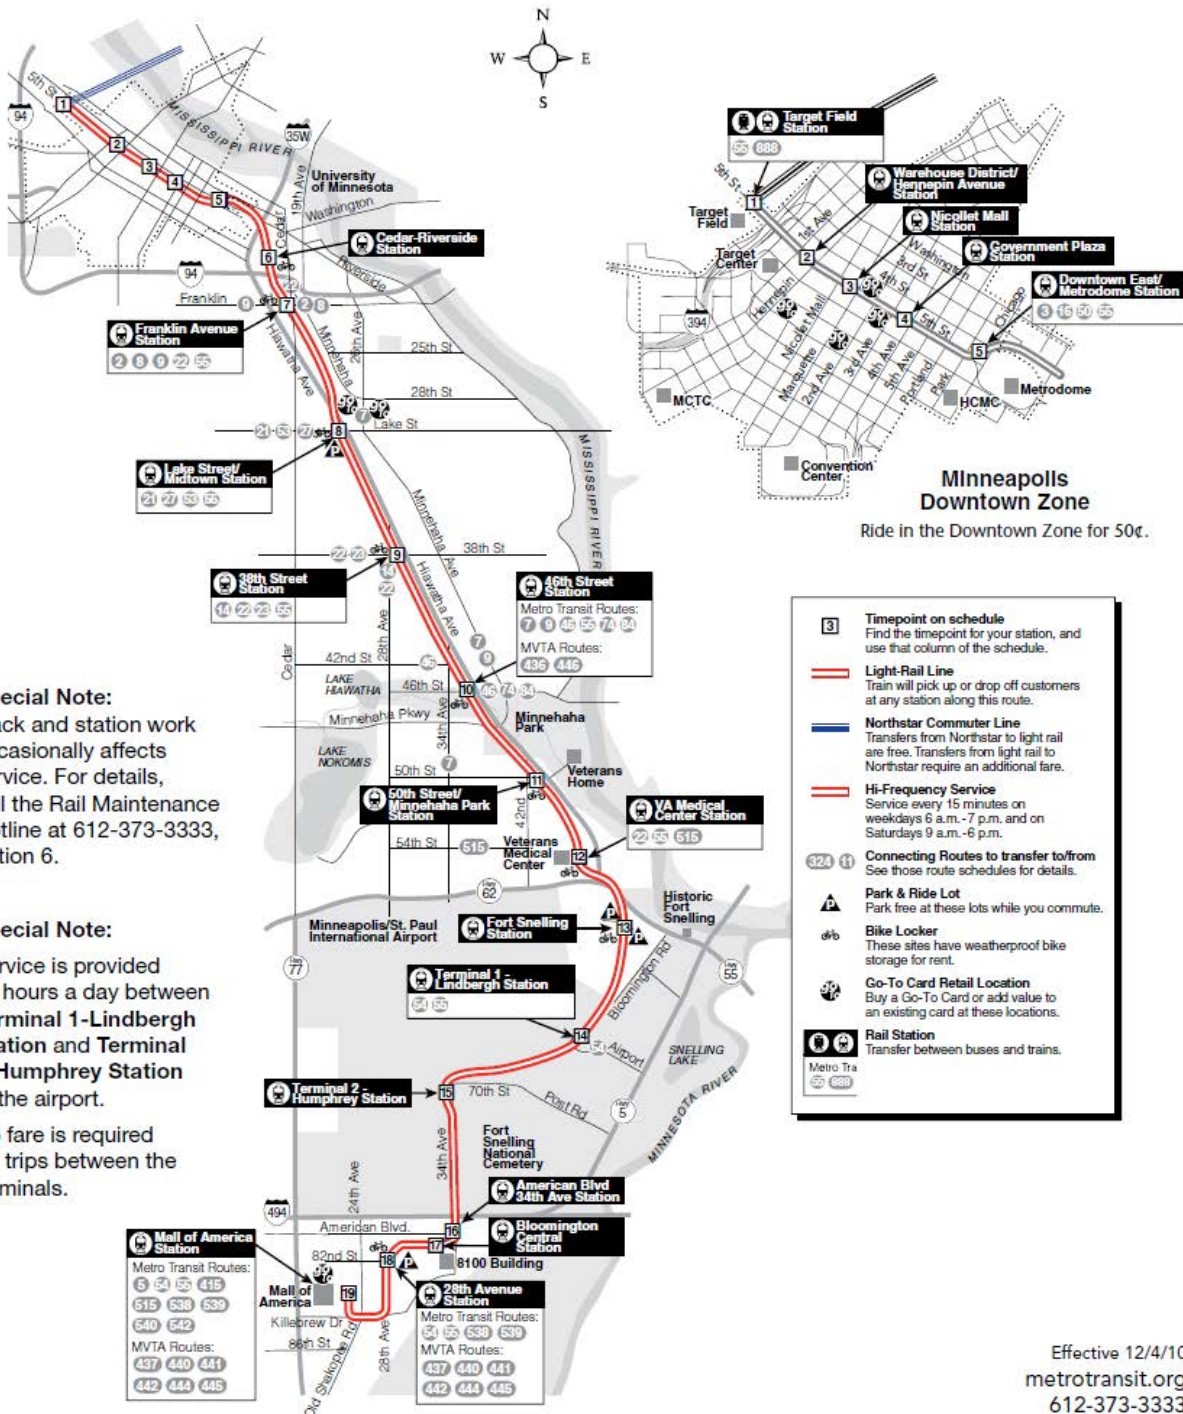 N
W E
S
5th St
94
1
2
3
4
5
MISSISSIPPI RIVER
35W
University
of Minnesota
19th Ave
Washington
Cedar
Riverside
6
Cedar-Riverside
Station
94
22
Franklin
9
7
2 8
Franklin Avenue
Station
2 8 9 22 55
Hiawatha Ave
Minnehaha
26th Ave
25th St
28th St
7
Lake St
21 53 27
8
P
Lake Street/
Midtown Station
21 27 53 55
MISSISSIPPI RIVER
Minnehaha Ave
22 23
9
38th St
14
22
38th Street
Station
14 22 23 55
Hiawatha Ave
46th Street
Station
Metro Transit Routes:
7 9 46 55 74 84
MVTA Routes:
436 446
Cedar
28th Ave
42nd St
46
7
9
LAKE
HIAWATHA
46th St
10
46 74 84
Minnehaha Pkwy
Minnehaha
Park
34th Ave
LAKE
NOKOMIS
7
50th St
11
Veterans
Home
50th Street/
Minnehaha Park
Station
42nd
VA Medical
Center Station
22 55 515
54th St
515
Veterans
Medical
Center
12
Hwy
62
Historic
Fort
Snelling
Minneapolis/St. Paul
International Airport
Fort Snelling
Station
P
13
P
Hwy
77
Hwy
55
Terminal 1 -
Lindbergh Station
54 55
Bloomington Rd
14
54
Airport
SNELLING
LAKE
Terminal 2 -
Humphrey Station
15
70th St
Post Rd
Hwy
5
MINNESOTA RIVER
34th Ave
Fort
Snelling
National
Cemetery
24th Ave
American Blvd
34th Ave Station
494
American Blvd.
16
Bloomington
Central
Station
17
82nd St
18
P
8100 Building
Mall of America
Station
Metro Transit Routes:
5 54 55 415
515 538 539
540 542
MVTA Routes:
437 440 441
442 444 445
Mall of
America
19
Killebrew Dr
86th St
Old Shakopee Rd
28th Ave
28th Avenue
Station
Metro Transit Routes:
54 55 538 539
MVTA Routes:
437 440 441
442 444 445
pecial Note:
ack and station work
casionally affects
rvice. For details,
ll the Rail Maintenance
otline at 612-373-3333,
tion 6.
pecial Note:
rvice is provided
hours a day between
rminal 1-Lindbergh
ation and Terminal
Humphrey Station
the airport.
fare is required
trips between the
minals.
Target Field
Station
55 888
5th St
1
Target
Field
Warehouse District/
Hennepin Avenue
Station
Nicollet Mall
Station
Government Plaza
Station
Downtown East/
Metrodome Station
3 16 50 55
1st Ave
Target
Center
2
Washington
3rd St
4th St
3
Hennepin
Nicollet Mall
394
4
5th St
Chicago
5
Marquette
2nd Ave
3rd Ave
4th Ave
5th Ave
Portland
Park
MCTC
HCMC
Metrodome
Convention
Center
Minneapolis
Downtown Zone
Ride in the Downtown Zone for 50¢.
3
Timepoint on schedule
Find the timepoint for your station, and
use that column of the schedule.
Light-Rail Line
Train will pick up or drop off customers
at any station along this route.
Northstar Commuter Line
Transfers from Northstar to light rail
are free. Transfers from light rail to
Northstar require an additional fare.
Hi-Frequency Service
Service every 15 minutes on
weekdays 6 a.m.-7 p.m. and on
Saturdays 9 a.m.-6 p.m.
324 11
Connecting Routes to transfer to/from
See those route schedules for details.
P
Park & Ride Lot
Park free at these lots while you commute.
Bike Locker
These sites have weatherproof bike
storage for rent.
Go-To Card Retail Location
Buy a Go-To Card or add value to
an existing card at these locations.
Rail Station
Transfer between buses and trains.
Metro Tra
55 888
Effective 12/4/10
metrotransit.org
612-373-3333